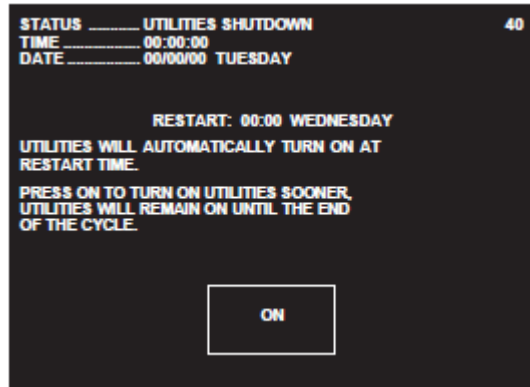 STATUS ............ UTILITIES SHUTDOWN 40
TIME .................. 00:00:00
DATE ................. 00/00/00 TUESDAY
RESTART: 00:00 WEDNESDAY
UTILITIES WILL AUTOMATICALLY TURN ON AT
RESTART TIME.
PRESS ON TO TURN ON UTILITIES SOONER,
UTILITIES WILL REMAIN ON UNTIL THE END
OF THE CYCLE.
ON